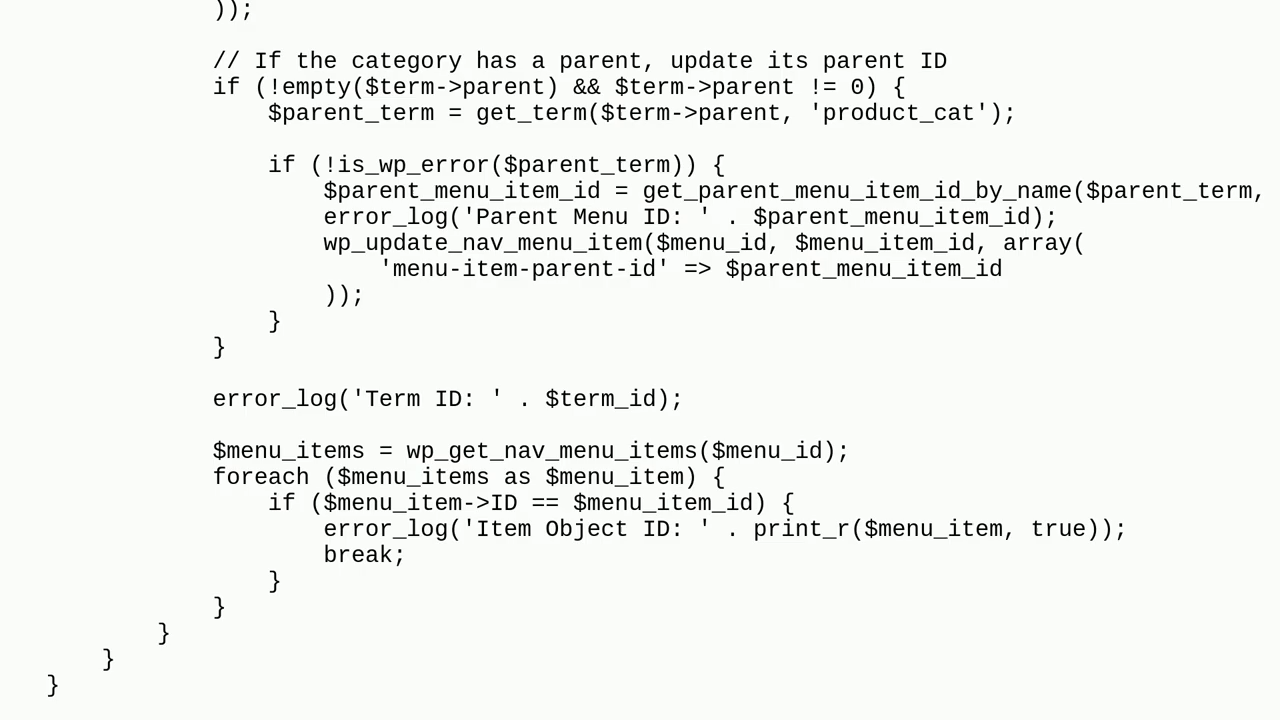 ));
// If the category has a parent, update its parent ID
if (!empty($term->parent) && $term->parent != 0) {
$parent_term = get_term($term->parent, 'product_cat');
if (!is_wp_error($parent_term)) {
$parent_menu_item_id = get_parent_menu_item_id_by_name($parent_term,
error_log('Parent Menu ID: ' . $parent_menu_item_id);
wp_update_nav_menu_item($menu_id, $menu_item_id, array(
'menu-item-parent-id' => $parent_menu_item_id
));
}
}
error_log('Term ID: ' . $term_id);
$menu_items = wp_get_nav_menu_items($menu_id);
foreach ($menu_items as $menu_item) {
if ($menu_item->ID == $menu_item_id) {
error_log('Item Object ID: ' . print_r($menu_item, true));
break;
}
}
}
}
}